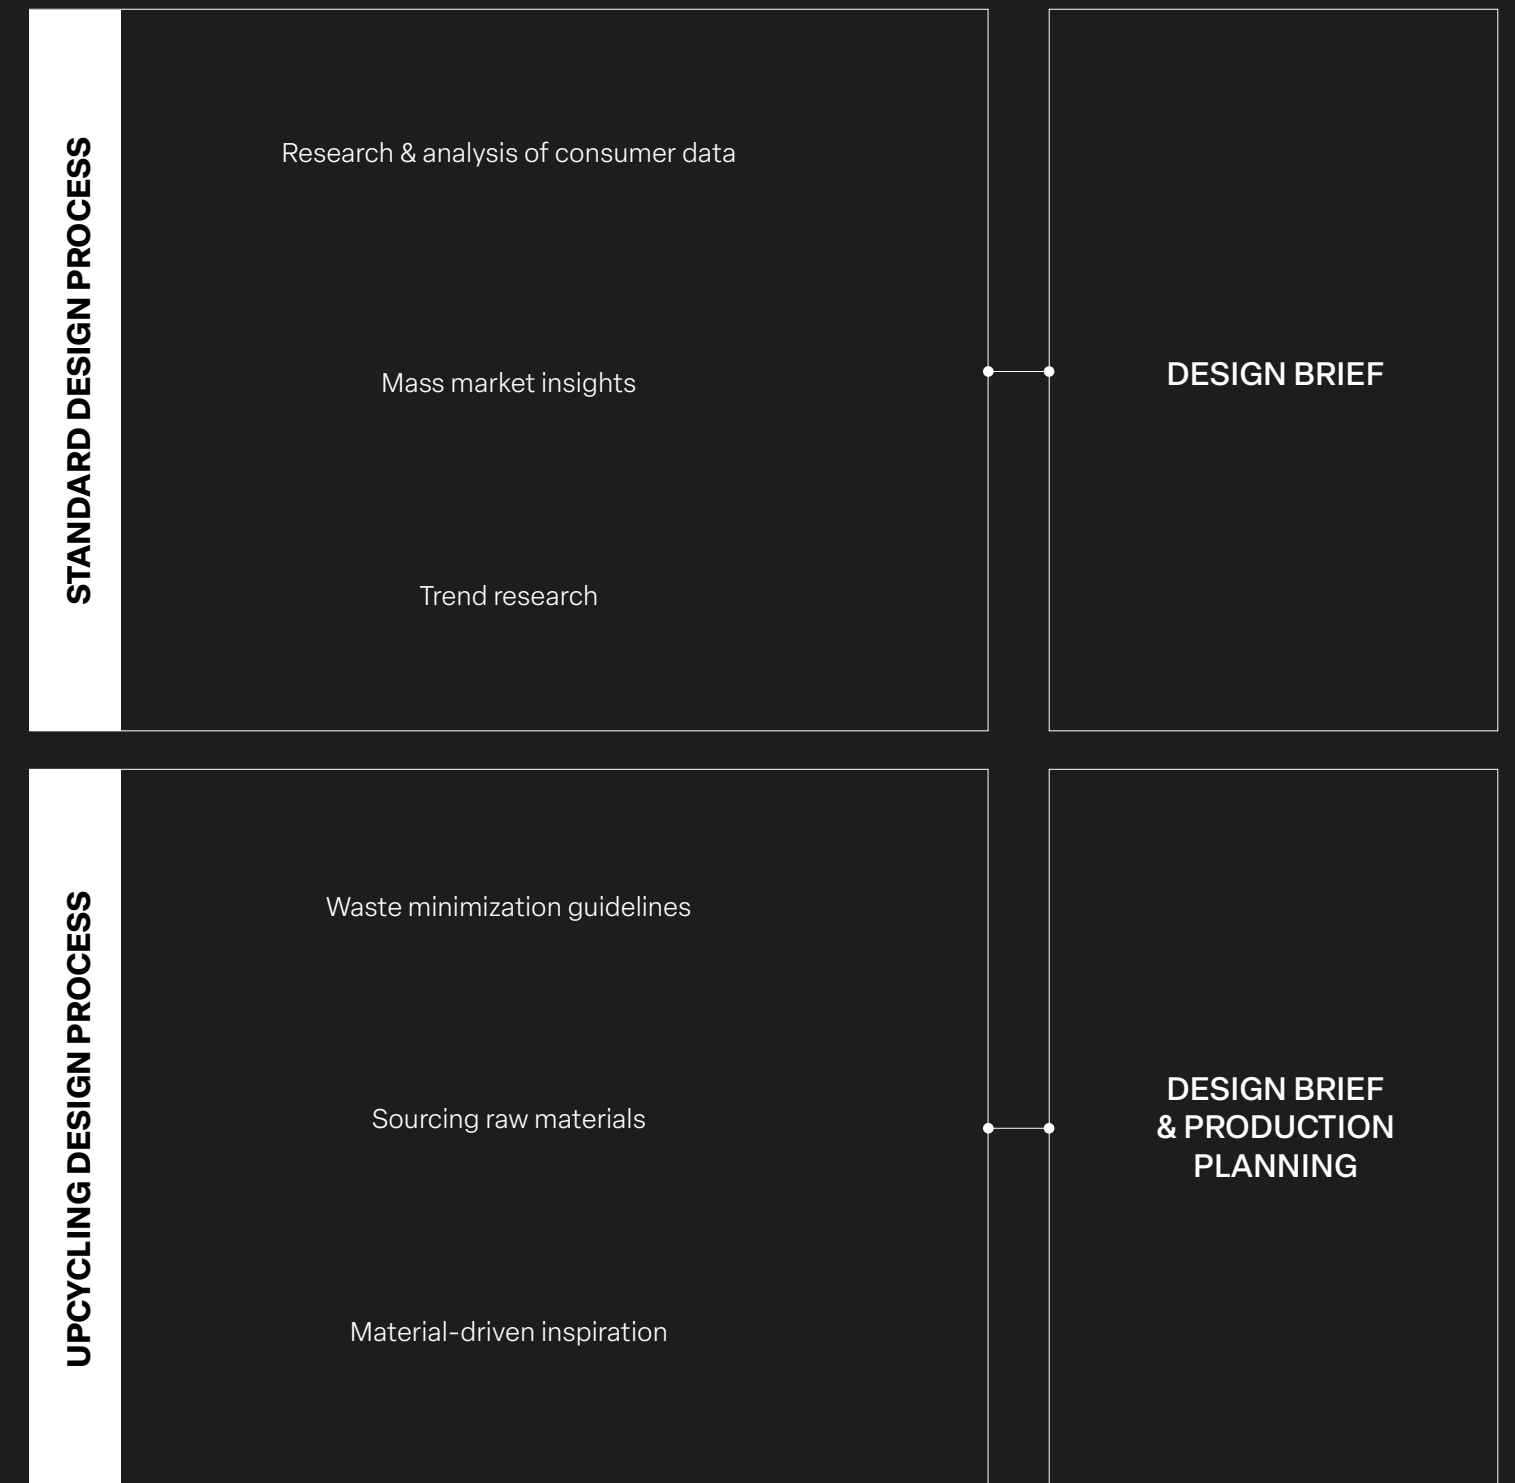 STANDARD DESIGN PROCESS
Research & analysis of consumer data
Mass market insights
Trend research
DESIGN BRIEF
UPCYCLING DESIGN PROCESS
Waste minimization guidelines
Sourcing raw materials
Material-driven inspiration
DESIGN BRIEF
& PRODUCTION
PLANNING